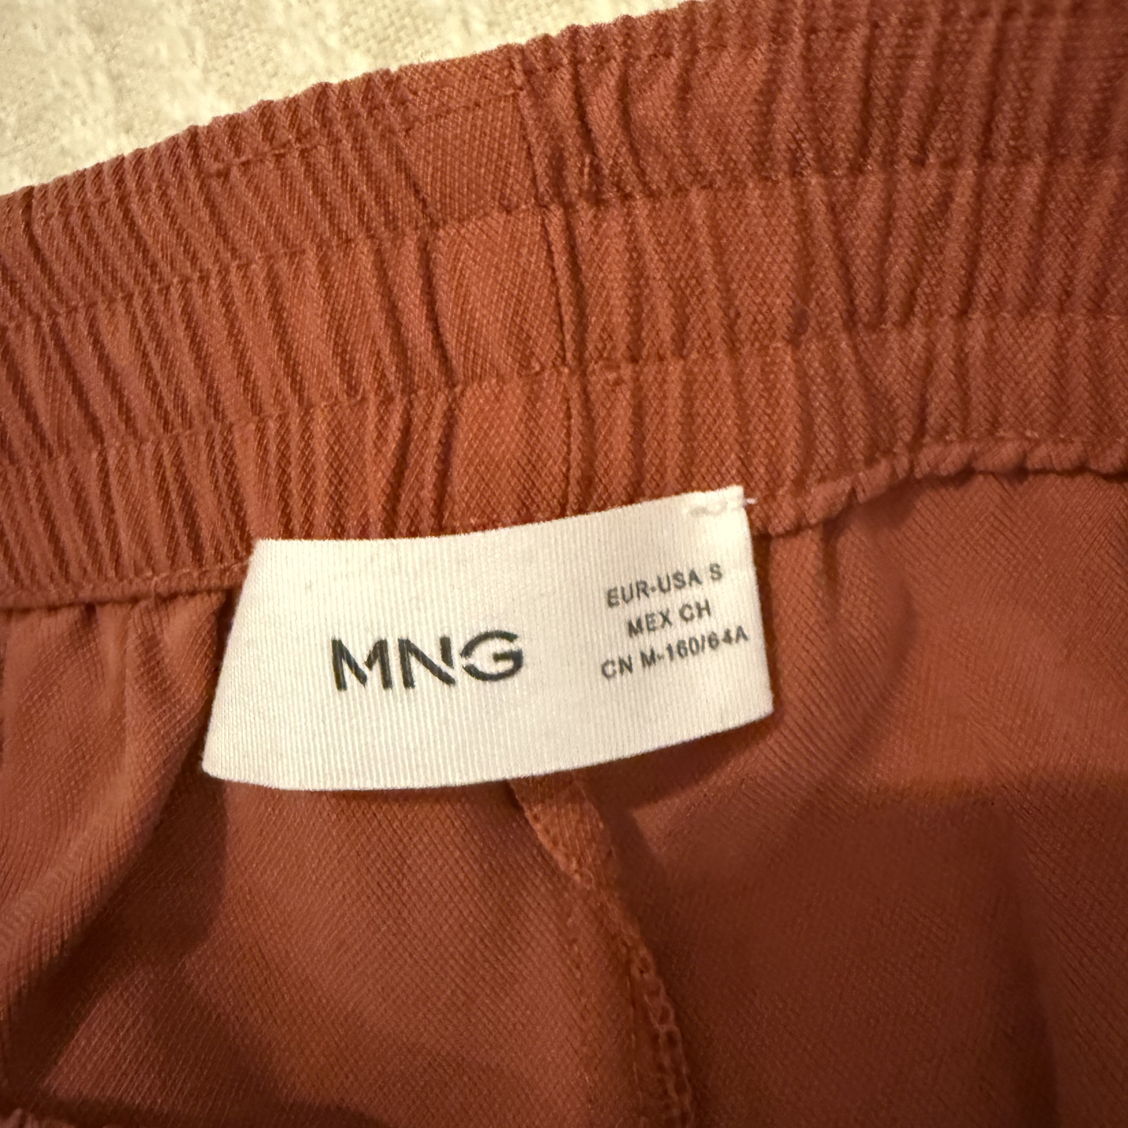 MNG
EUR-USA S
MEX CH
CN M-160/64A